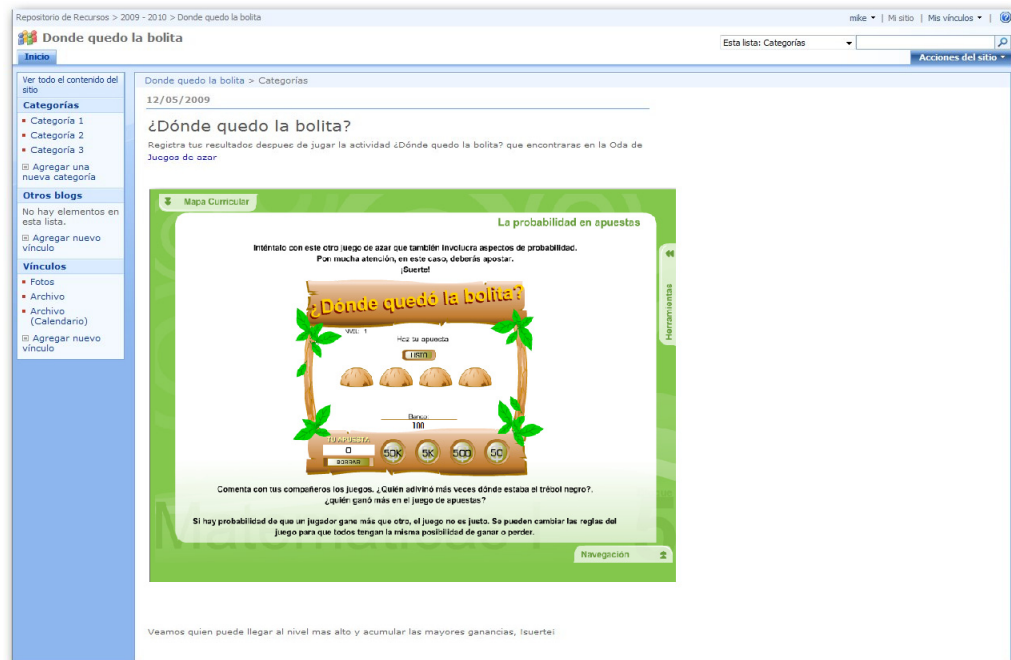 Repositorio de Recursos > 2009 - 2010 > Donde quedo la bolita
mike | Mi sitio | Mis vínculos |
Donde quedo la bolita
Esta lista: Categorías
Inicio
Acciones del sitio
Ver todo el contenido del
sitio
Categorías
Categoría 1
Categoría 2
Categoría 3
Agregar una
nueva categoría
Otros blogs
No hay elementos en
esta lista.
Agregar nuevo
vínculo
Vínculos
Fotos
Archivo
Archivo
(Calendario)
Agregar nuevo
vínculo
Donde quedo la bolita > Categorías
12/05/2009
¿Dónde quedo la bolita?
Registra tus resultados despues de jugar la actividad ¿Dónde quedo la bolita? que encontraras en la Oda de
Juegos de azar
Mapa Curricular
La probabilidad en apuestas
Inténtalo con este otro juego de azar que también involucra aspectos de probabilidad.
Pon mucha atención, en este caso, deberás apostar.
¡Suerte!
¿Dónde quedó la bolita?
Haz tu apuesta
LISTO
Banca:
100
TU APUESTA
0
BORRAR
50K 5K 500 50
Comenta con tus compañeros los juegos. ¿Quién adivinó más veces dónde estaba el trébol negro?.
¿quién ganó más en el juego de apuestas?
Si hay probabilidad de que un jugador gane más que otro, el juego no es justo. Se pueden cambiar las reglas del
juego para que todos tengan la misma posibilidad de ganar o perder.
Herramientas
Navegación
Veamos quien puede llegar al nivel mas alto y acumular las mayores ganancias, !suerte¡